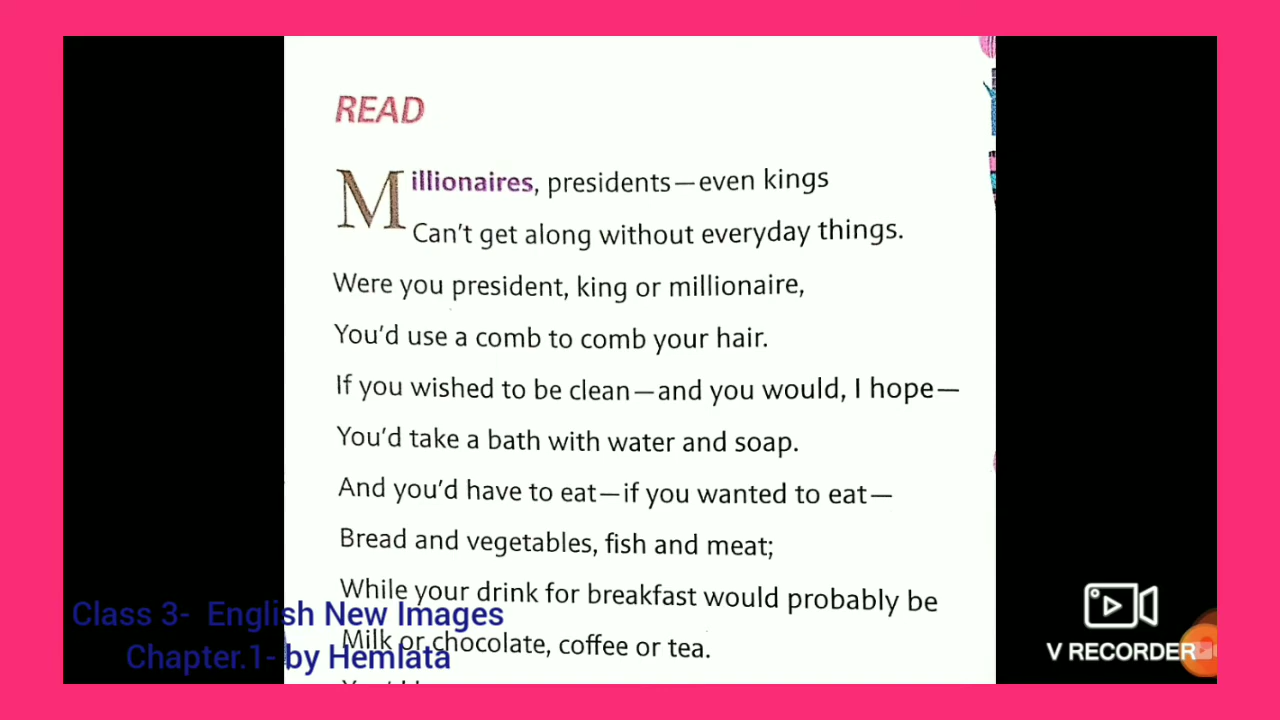 READ
Millionaires, presidents—even kings
Can't get along without everyday things.
Were you president, king or millionaire,
You'd use a comb to comb your hair.
If you wished to be clean—and you would, I hope—
You'd take a bath with water and soap.
And you'd have to eat—if you wanted to eat—
Bread and vegetables, fish and meat;
While your drink for breakfast would probably be
Milk or chocolate, coffee or tea.
Class 3- English New Images
Chapter.1- by Hemlata
V RECORDER